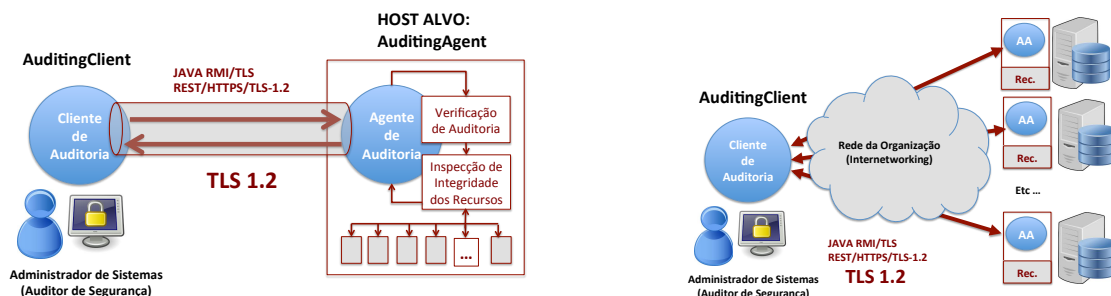 HOST ALVO:
AuditingAgent
AuditingClient
JAVA RMI/TLS
REST/HTTPS/TLS-1.2
Cliente
de
Auditoria
Agente
de
Auditoria
Verificação
de Auditoria
Inspecção de
Integridade
dos Recursos
TLS 1.2
...
Administrador de Sistemas
(Auditor de Segurança)
AuditingClient
Cliente
de
Auditoria
Rede da Organização
(Internetworking)
AA
Rec.
AA
Rec.
Etc ...
AA
Rec.
JAVA RMI/TLS
REST/HTTPS/TLS-1.2
TLS 1.2
Administrador de Sistemas
(Auditor de Segurança)